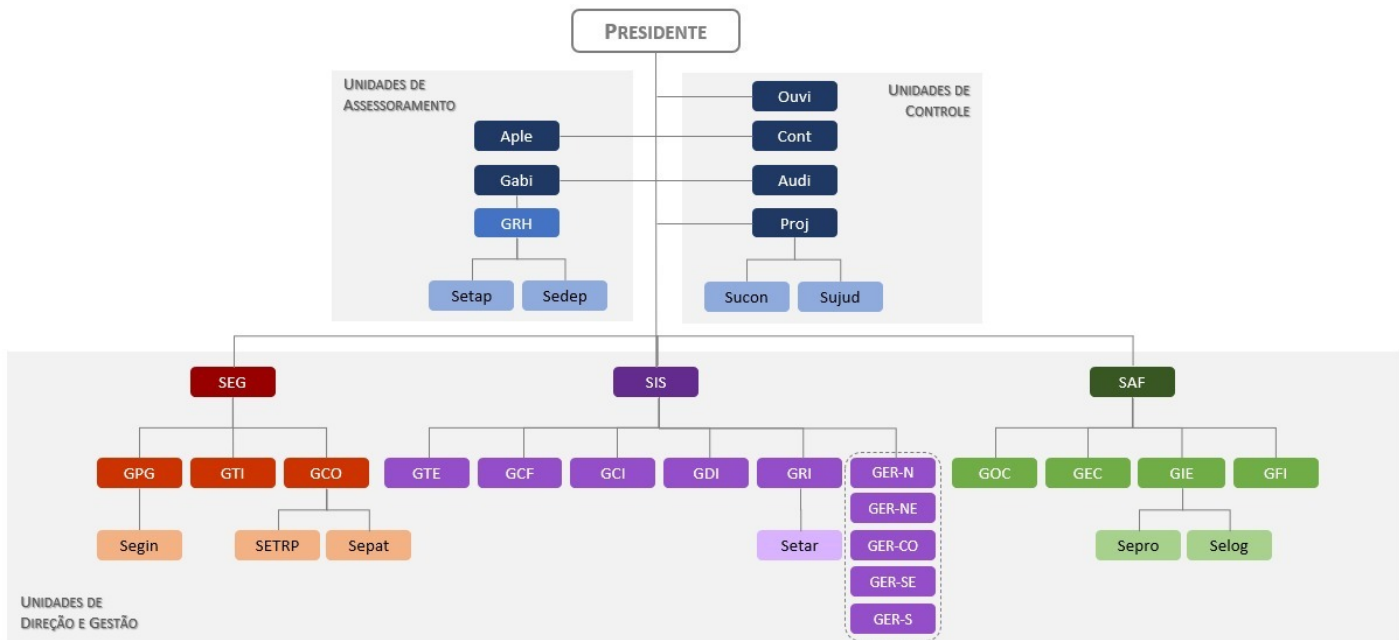 PRESIDENTE
UNIDADES DE
ASSESSORAMENTO
Aple
Gabi
GRH
Setap Sedep
UNIDADES DE
CONTROLE
Ouvi
Cont
Audi
Proj
Sucon Sujud
SEG SIS SAF
GPG GTI GCO GTE GCF GCI GDI GRI GER-N GOC GEC GIE GFI
GER-NE
Segin SETRP Sepat Setar GER-CO Sepro Selog
GER-SE
GER-S
UNIDADES DE
DIREÇÃO E GESTÃO